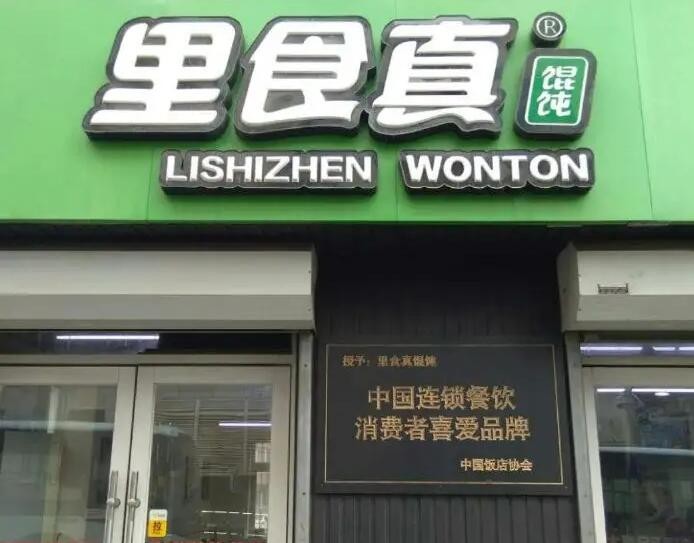 里食真®
馄饨
LISHIZHEN WONTON
授予：里食真馄饨
中国连锁餐饮
消费者喜爱品牌
中国饭店协会
拉